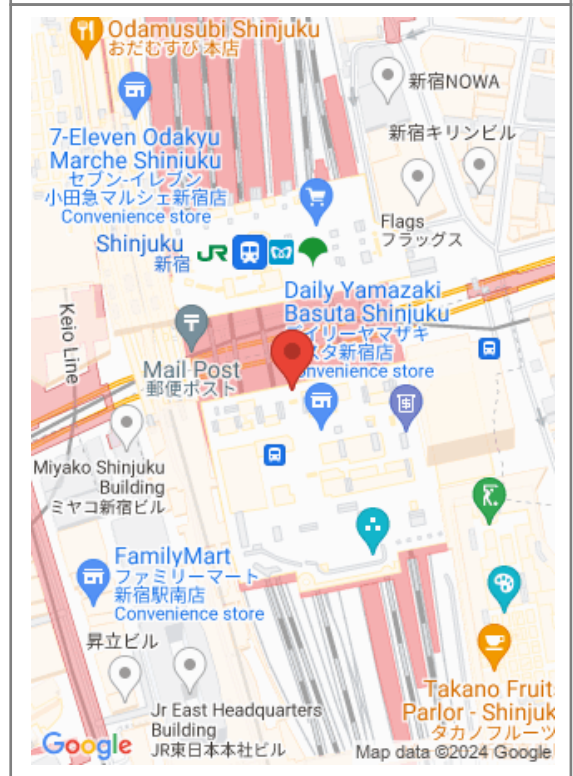 Odamusubi Shinjuku
おだむすび 本店
新宿NOWA
7-Eleven Odakyu
Marche Shinjuku
セブン-イレブン
小田急マルシェ新宿店
Convenience store
新宿キリンビル
Flags
フラッグス
Shinjuku
新宿
JR
Daily Yamazaki
Basuta Shinjuku
デイリーヤマザキ
スタ新宿店
nvenience store
Keio Line
Mail Post
郵便ポスト
Miyako Shinjuku
Building
ミヤコ新宿ビル
FamilyMart
ファミリーマート
新宿駅南店
Convenience store
昇立ビル
Jr East Headquarters
Building
JR東日本本社ビル
Takano Fruit
Parlor - Shinjuk
タカノフルーツ
Google
Map data ©2024 Google